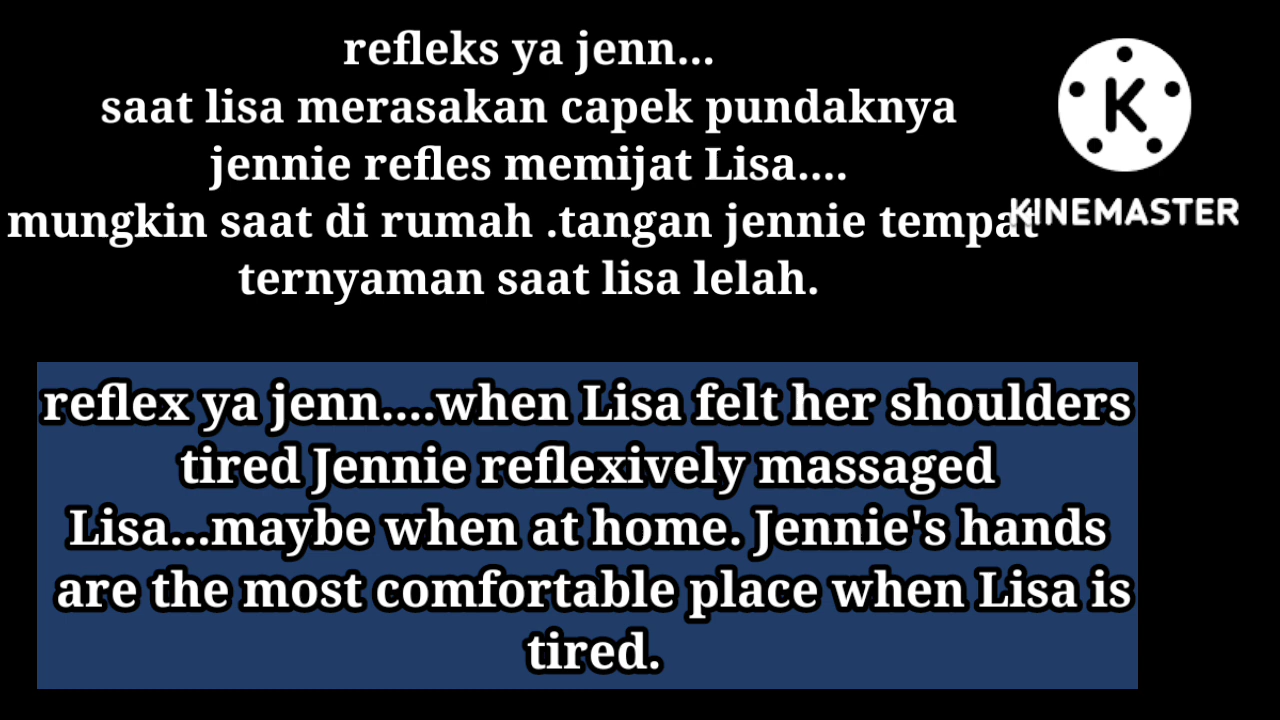 refleks ya jenn...
saat lisa merasakan capek pundaknya
jennie refles memijat Lisa....
mungkin saat di rumah .tangan jennie tempat
ternyaman saat lisa lelah.
K
KINEMASTER
reflex ya jenn....when Lisa felt her shoulders
tired Jennie reflexively massaged
Lisa...maybe when at home. Jennie's hands
are the most comfortable place when Lisa is
tired.